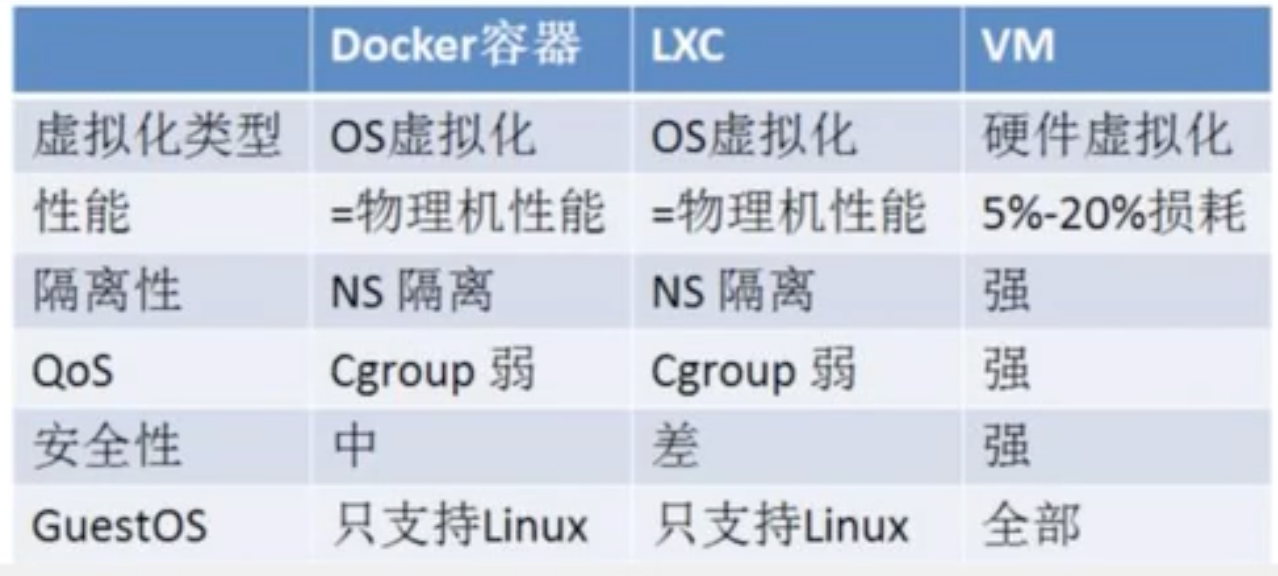 Docker容器 LXC VM
虚拟化类型 OS虚拟化 OS虚拟化 硬件虚拟化
性能 =物理机性能 =物理机性能 5%-20%损耗
隔离性 NS 隔离 NS 隔离 强
QoS Cgroup 弱 Cgroup 弱 强
安全性 中 差 强
GuestOS 只支持Linux 只支持Linux 全部